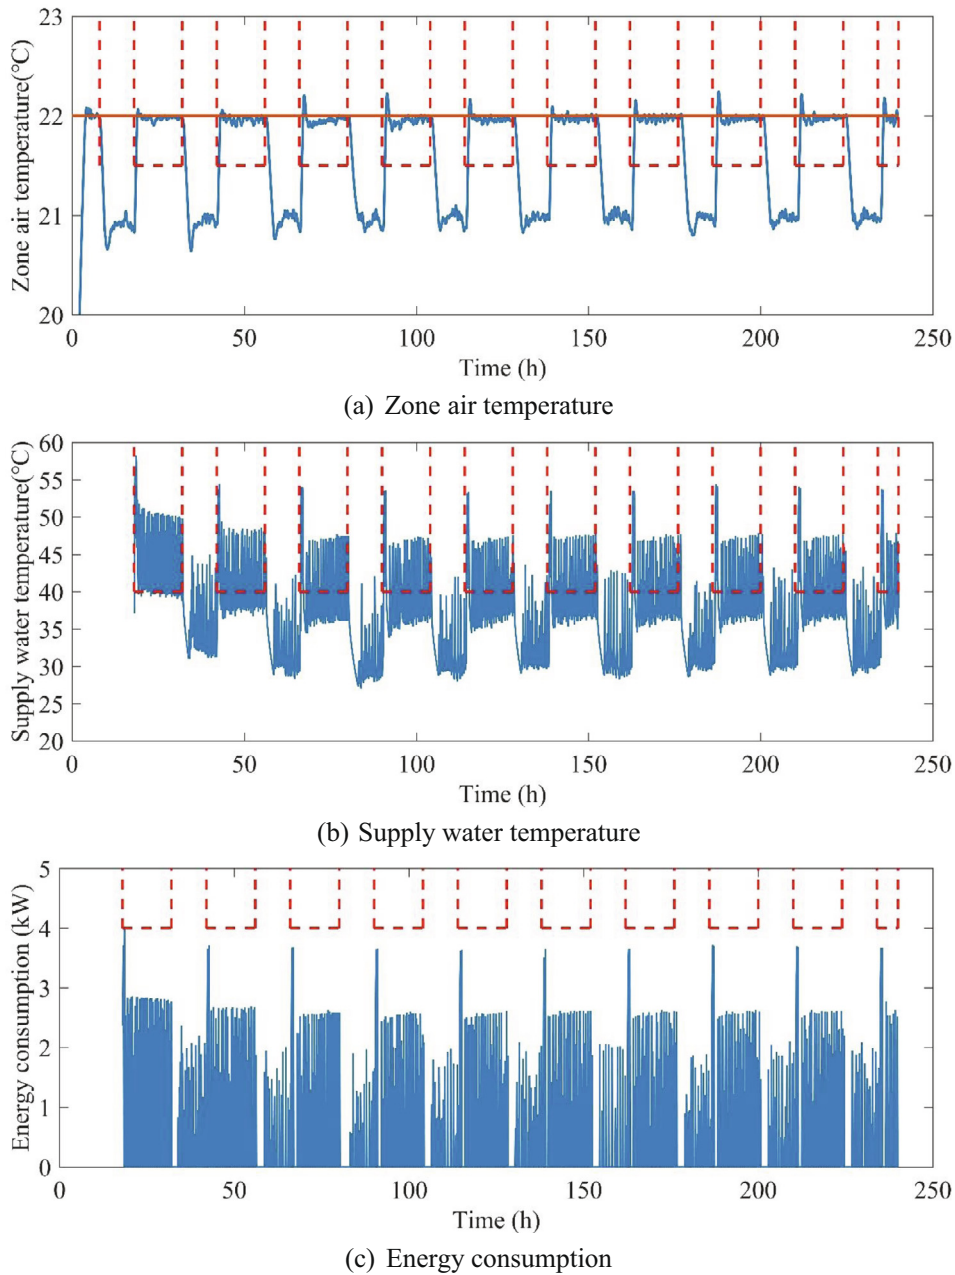 23
22
21
20
Zone air temperature(℃)
0 50 100 150 200 250
Time (h)
(a) Zone air temperature
60
55
50
45
40
35
30
25
20
Supply water temperature(℃)
0 50 100 150 200 250
Time (h)
(b) Supply water temperature
5
4
3
2
1
0
Energy consumption (kW)
0 50 100 150 200 250
Time (h)
(c) Energy consumption